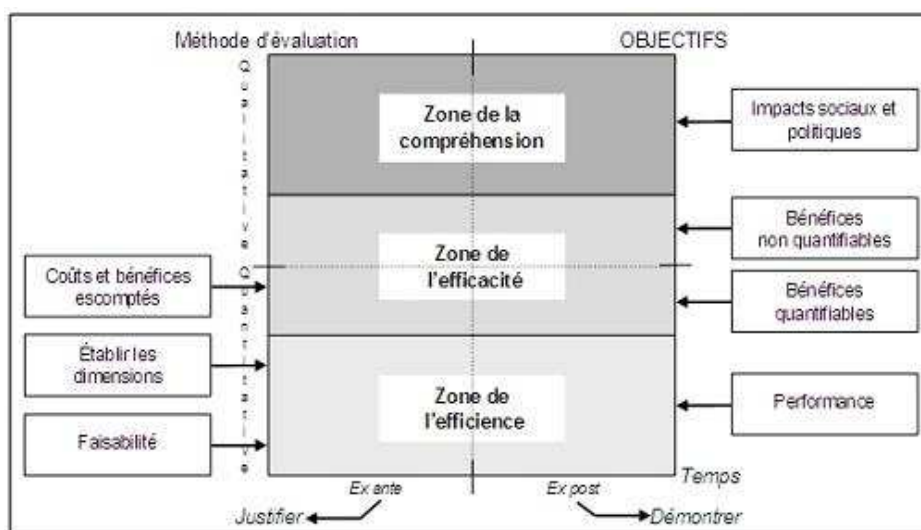 Méthode d'évaluation
OBJECTIFS
Qualitative Quantitative
Zone de la
compréhension
Impacts sociaux et
politiques
Zone de
l'efficacité
Bénéfices
non quantifiables
Coûts et bénéfices
escomptés
Bénéfices
quantifiables
Établir les
dimensions
Zone de
l'efficience
Performance
Faisabilité
Temps
Ex ante
Ex post
Justifier
Démontrer